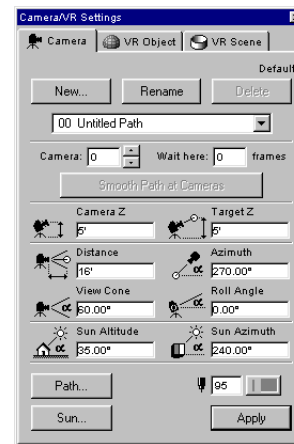 Camera/VR Settings
Camera VR Object VR Scene
Default
New... Rename Delete
00 Untitled Path
Camera: 0 Wait here: 0 frames
Smooth Path at Cameras
Camera Z Target Z
5' 5'
Distance Azimuth
16' 270.00°
View Cone Roll Angle
α 60.00° 0.00°
Sun Altitude Sun Azimuth
α 35.00° α 240.00°
Path... 95
Sun... Apply